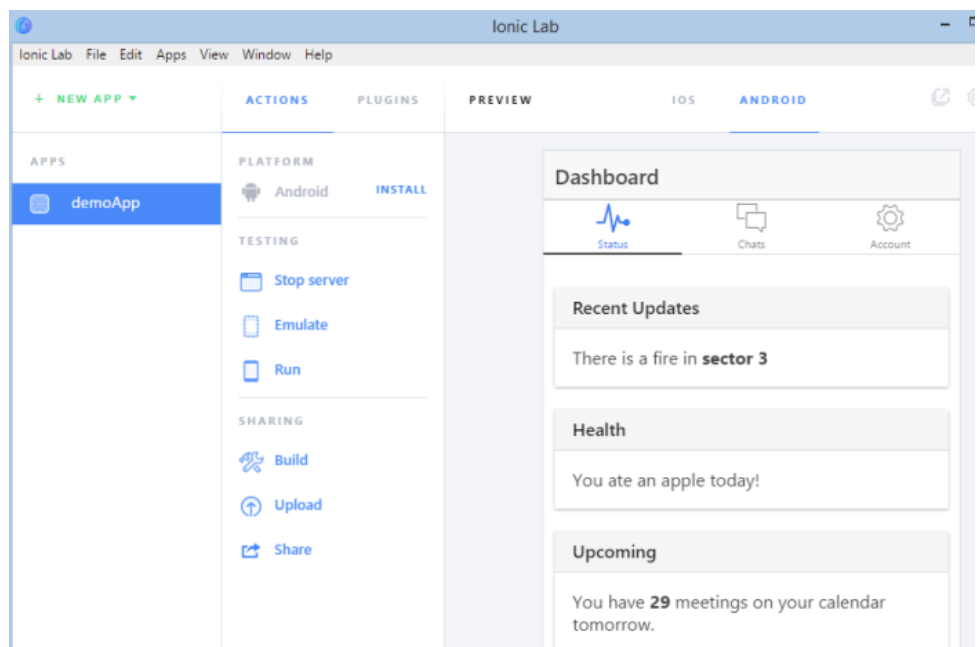 Ionic Lab
Ionic Lab File Edit Apps View Window Help
+ NEW APP
ACTIONS PLUGINS PREVIEW IOS ANDROID
APPS
demoApp
PLATFORM
Android INSTALL
TESTING
Stop server
Emulate
Run
SHARING
Build
Upload
Share
Dashboard
Status Chats Account
Recent Updates
There is a fire in sector 3
Health
You ate an apple today!
Upcoming
You have 29 meetings on your calendar
tomorrow.